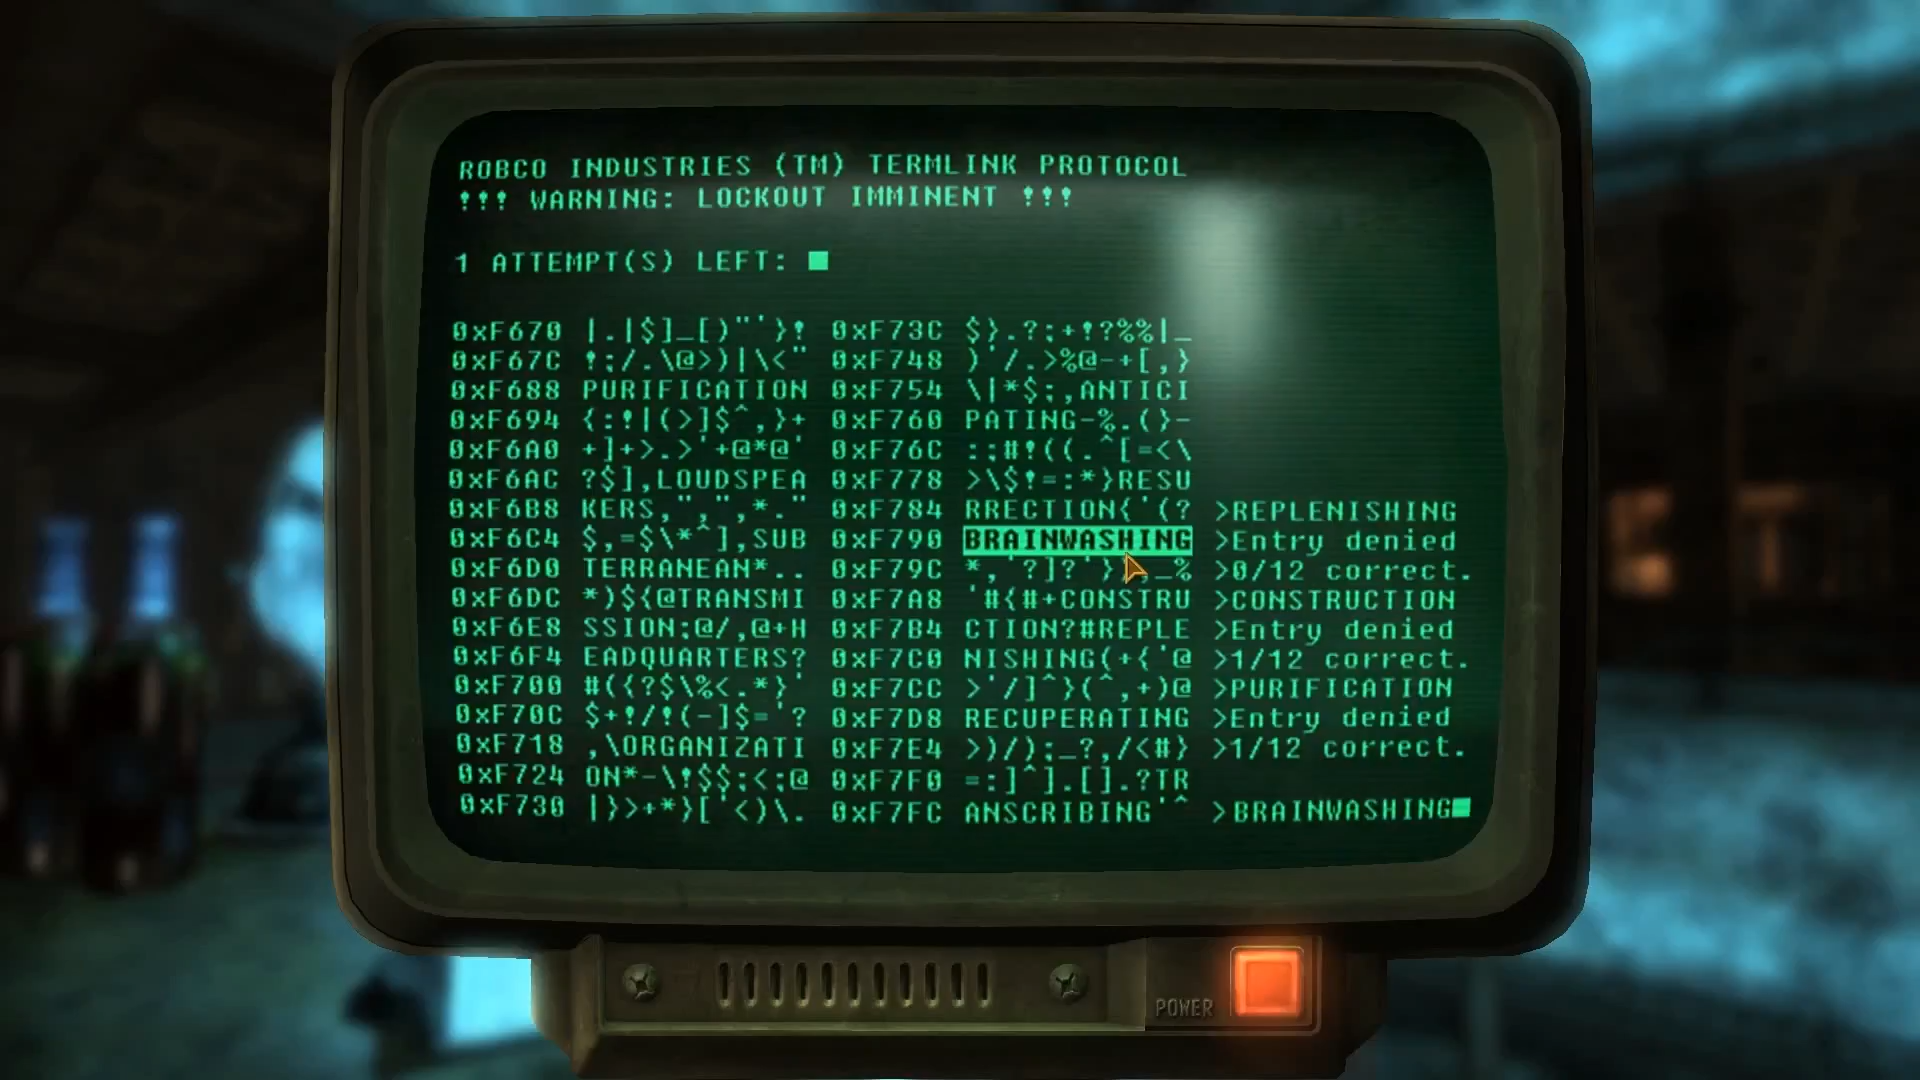 ROBCO INDUSTRIES (TM) TERMLINK PROTOCOL
!!! WARNING: LOCKOUT IMMINENT !!!
1 ATTEMPT(S) LEFT:
0xF670 |.|$]_[)"'}! 0xF73C $}.?;+!?%%|_
0xF67C !;/.\@>)|\<" 0xF748 )'/.>%@-+[,}
0xF688 PURIFICATION 0xF754 \|*$:,ANTICI
0xF694 {:!|(>]$^,}+ 0xF760 PATING-%.(}-
0xF6A0 +]+>.>'+@*@' 0xF76C :;#!((.^[=<\
0xF6AC ?$],LOUDSPEA 0xF778 >\$!=:*}RESU
0xF6B8 KERS,",",*." 0xF784 RRECTION{'(? >REPLENISHING
0xF6C4 $,=$\*^],SUB 0xF790 BRAINWASHING >Entry denied
0xF6D0 TERRANEAN*.. 0xF79C *,'?]?'} _% >0/12 correct.
0xF6DC *)${@TRANSMI 0xF7A8 '#{#+CONSTRU >CONSTRUCTION
0xF6E8 SSION;@/,@+H 0xF7B4 CTION?#REPLE >Entry denied
0xF6F4 EADQUARTERS? 0xF7C0 NISHING(+{'@ >1/12 correct.
0xF700 #({?$\%<.*}' 0xF7CC >'/]^}(^,+)@ >PURIFICATION
0xF70C $+!/!(-]$='? 0xF7D8 RECUPERATING >Entry denied
0xF718 ,\ORGANIZATI 0xF7E4 >)/);_?,/<#} >1/12 correct.
0xF724 ON*-\!$$;<;@ 0xF7F0 =:]^].[].?TR
0xF730 |}>+*}['<)\. 0xF7FC ANSCRIBING'^ >BRAINWASHING
POWER